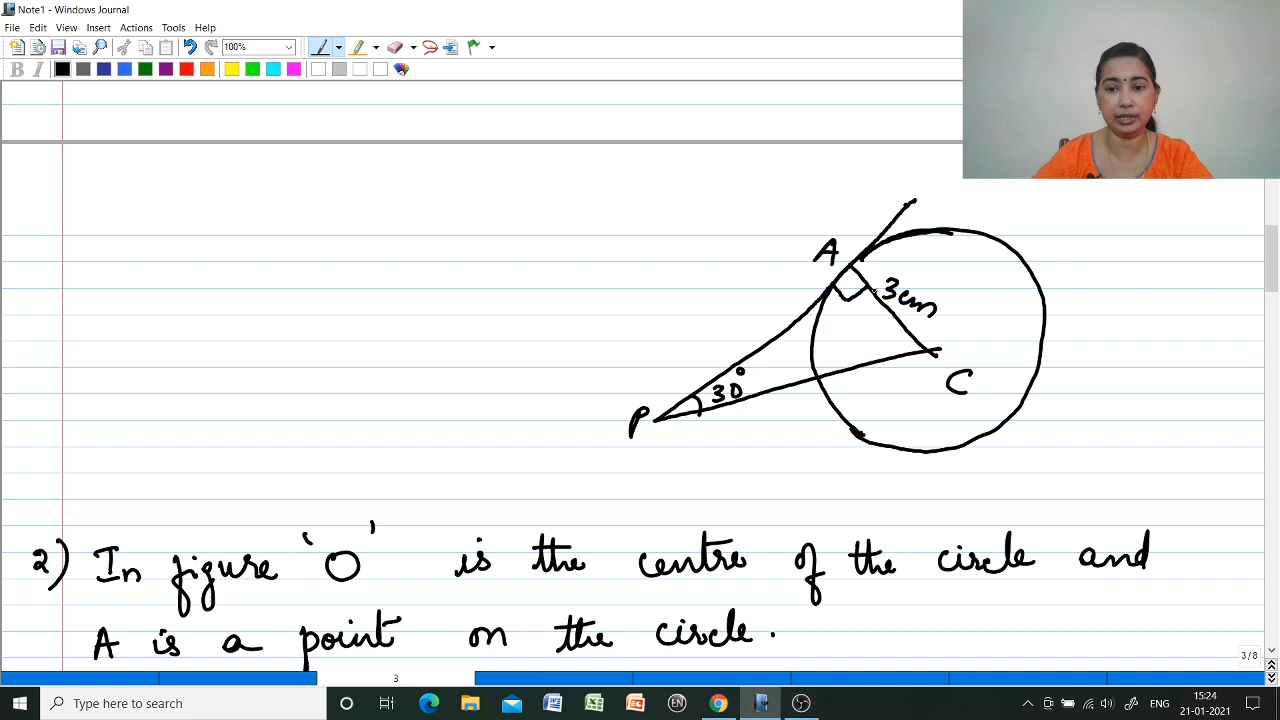 Note1 - Windows Journal
File Edit View Insert Actions Tools Help
100%
B I
A
3cm
30°
P
C
2) In figure 'O' is the centre of the circle and
A is a point on the circle.
3/8
3
Type here to search
EN
ENG
15:24
21-01-2021